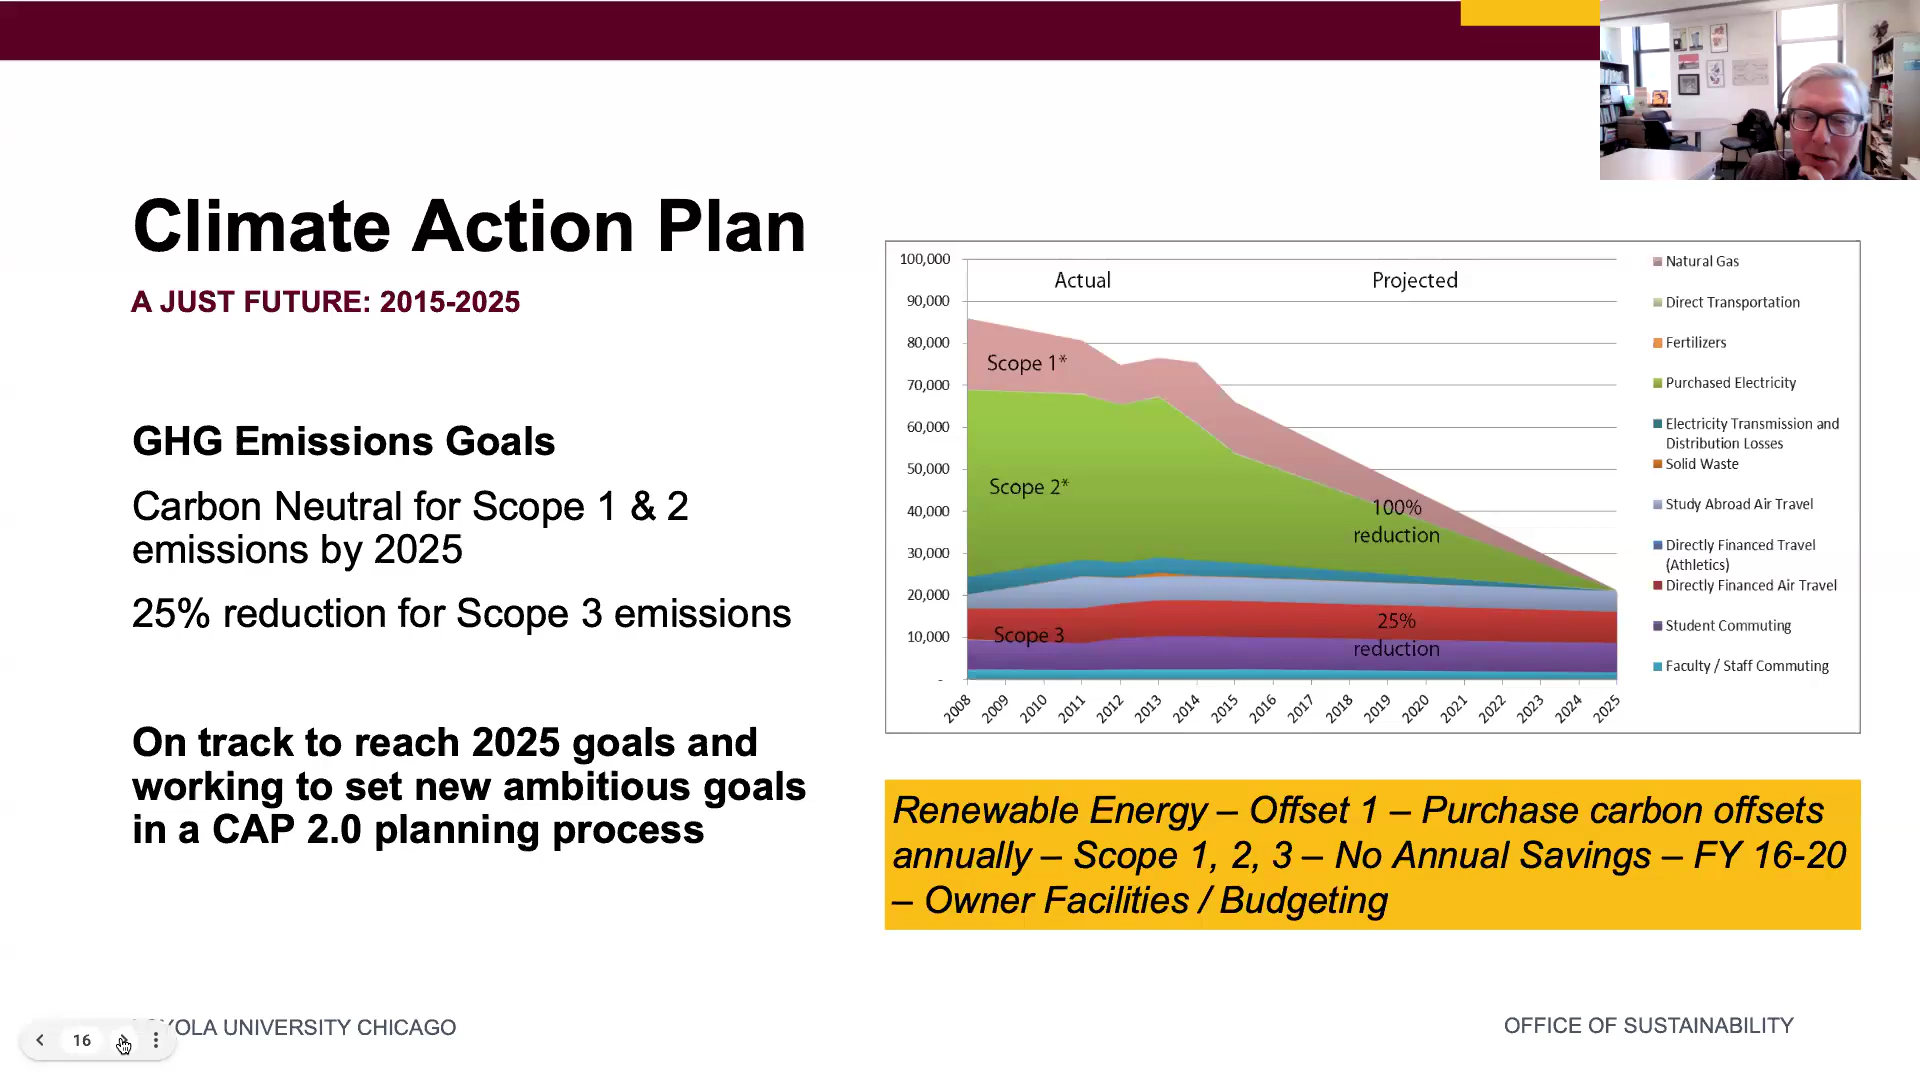 Climate Action Plan
A JUST FUTURE: 2015-2025
GHG Emissions Goals
Carbon Neutral for Scope 1 & 2
emissions by 2025
25% reduction for Scope 3 emissions
On track to reach 2025 goals and
working to set new ambitious goals
in a CAP 2.0 planning process
100,000
90,000
80,000
70,000
60,000
50,000
40,000
30,000
20,000
10,000
-
Actual
Projected
Scope 1*
Scope 2*
Scope 3
100%
reduction
25%
reduction
2008
2009
2010
2011
2012
2013
2014
2015
2016
2017
2018
2019
2020
2021
2022
2023
2024
2025
Natural Gas
Direct Transportation
Fertilizers
Purchased Electricity
Electricity Transmission and
Distribution Losses
Solid Waste
Study Abroad Air Travel
Directly Financed Travel
(Athletics)
Directly Financed Air Travel
Student Commuting
Faculty / Staff Commuting
Renewable Energy – Offset 1 – Purchase carbon offsets
annually – Scope 1, 2, 3 – No Annual Savings – FY 16-20
– Owner Facilities / Budgeting
16
UNIVERSITY CHICAGO
OFFICE OF SUSTAINABILITY